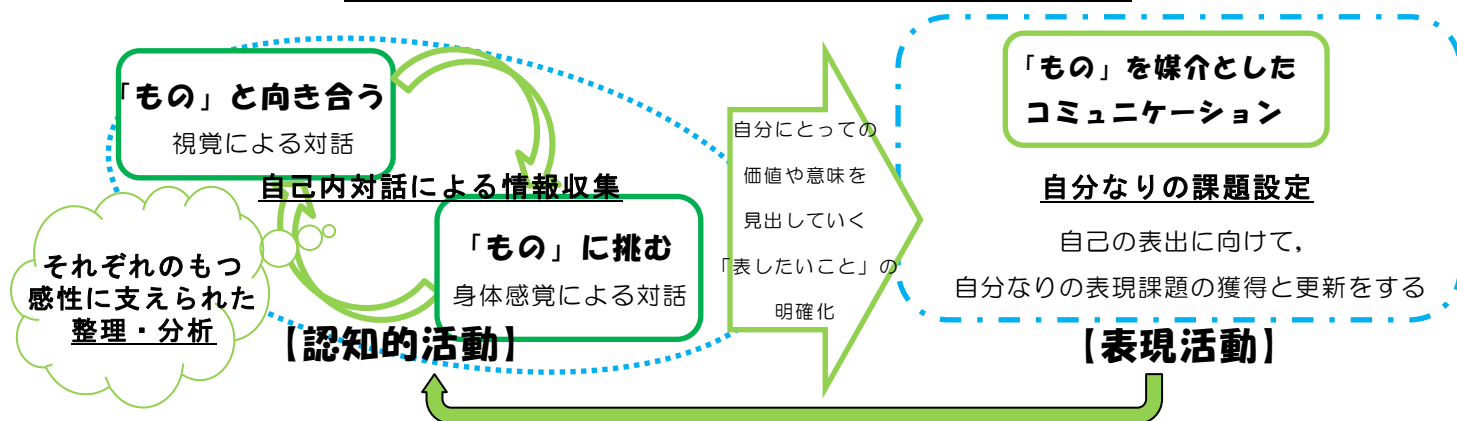 「もの」と向き合う
視覚による対話
自己内対話による情報収集
「もの」に挑む
身体感覚による対話
それぞれのもつ
感性に支えられた
整理・分析
【認知的活動】
自分にとっての
価値や意味を
見出していく
「表したいこと」の
明確化
「もの」を媒介とした
コミュニケーション
自分なりの課題設定
自己の表出に向けて，
自分なりの表現課題の獲得と更新をする
【表現活動】